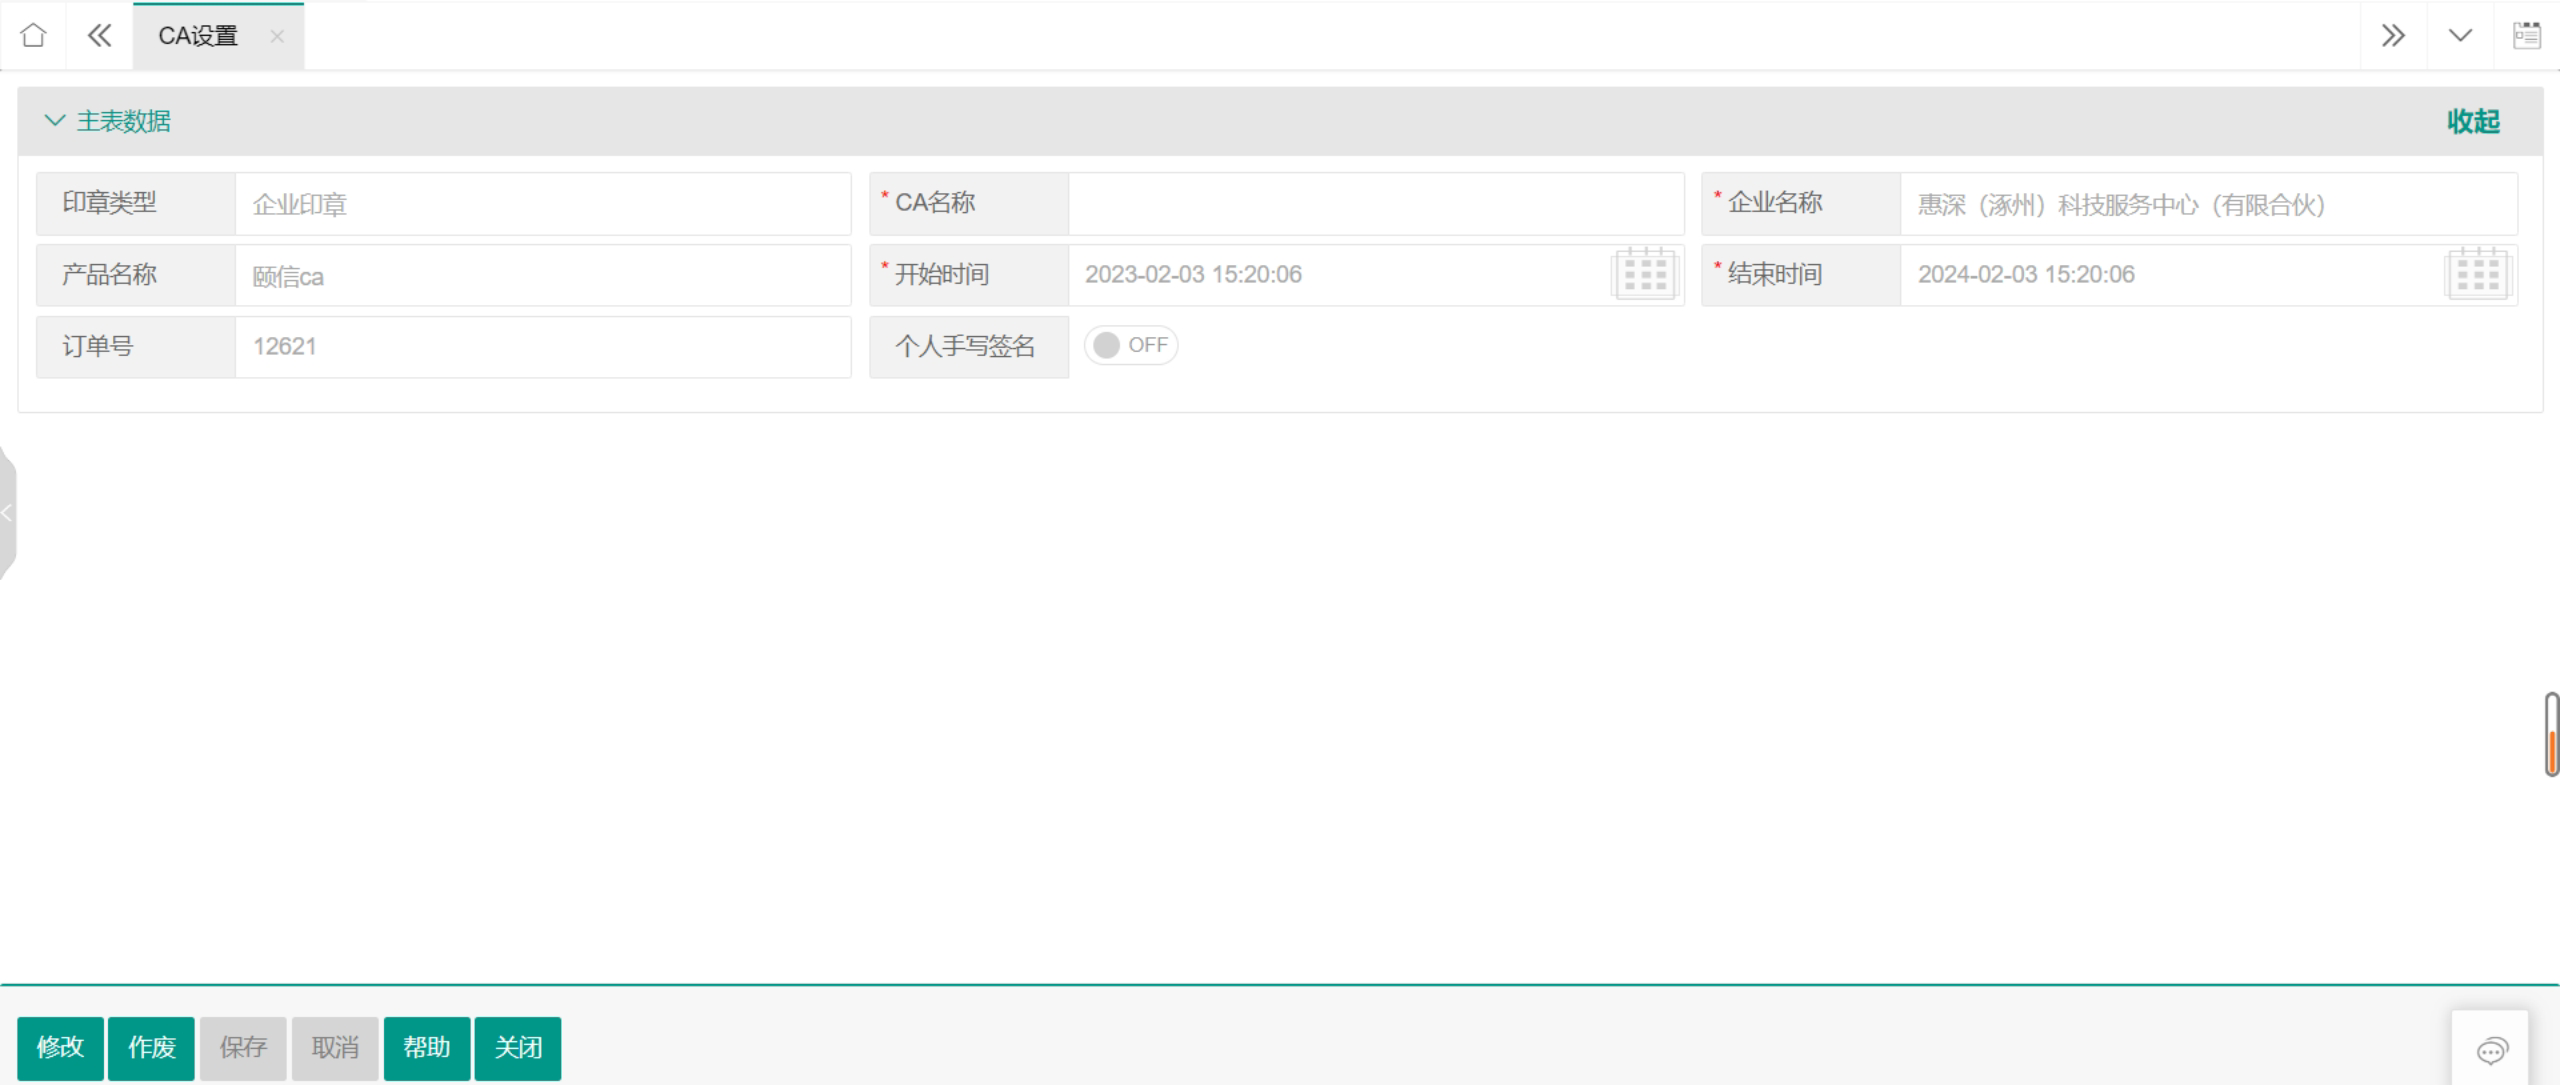 CA设置
主表数据 收起
印章类型 企业印章 * CA名称 * 企业名称 惠深（涿州）科技服务中心（有限合伙）
产品名称 颐信ca * 开始时间 2023-02-03 15:20:06 * 结束时间 2024-02-03 15:20:06
订单号 12621 个人手写签名 OFF
修改 作废 保存 取消 帮助 关闭